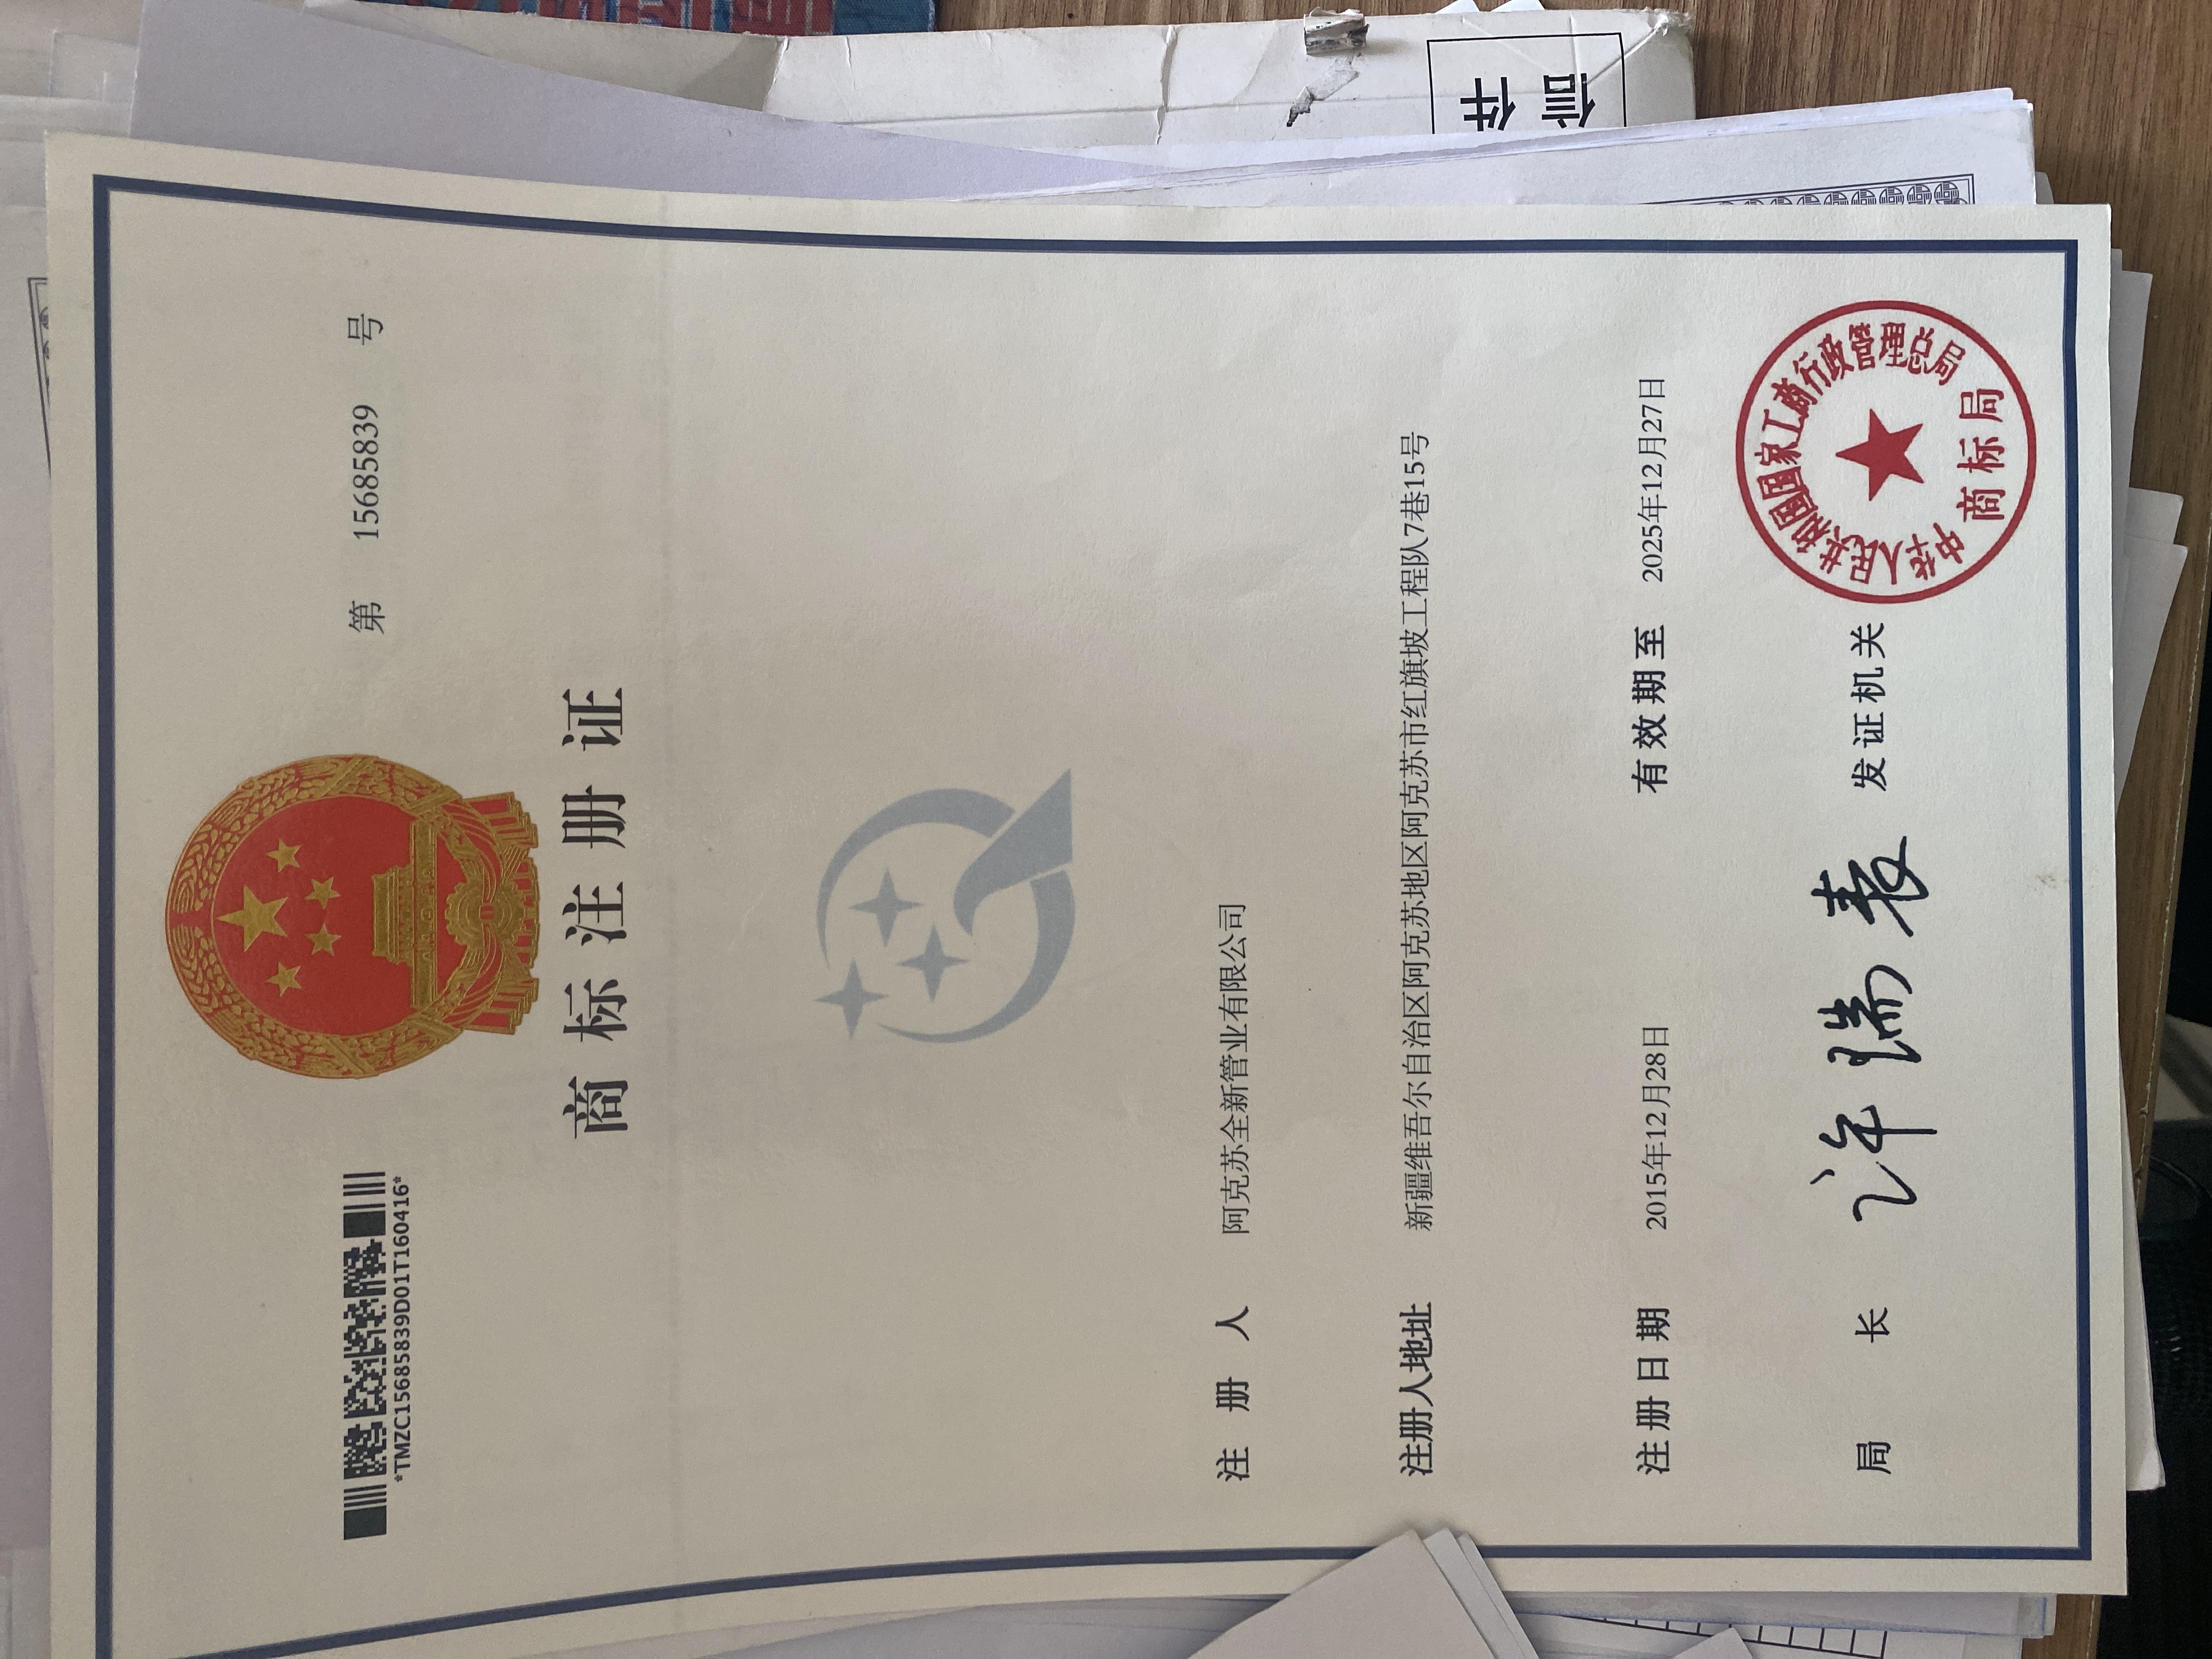 第 15685839 号
*TMZC15685839D01T160416*
商标注册证
注册人 阿克苏全新管业有限公司
注册人地址 新疆维吾尔自治区阿克苏地区阿克苏市红旗坡工程队7巷15号
注册日期 2015年12月28日 有效期至 2025年12月27日
局长 许瑞表 发证机关
中华人民共和国国家工商行政管理总局
商标局